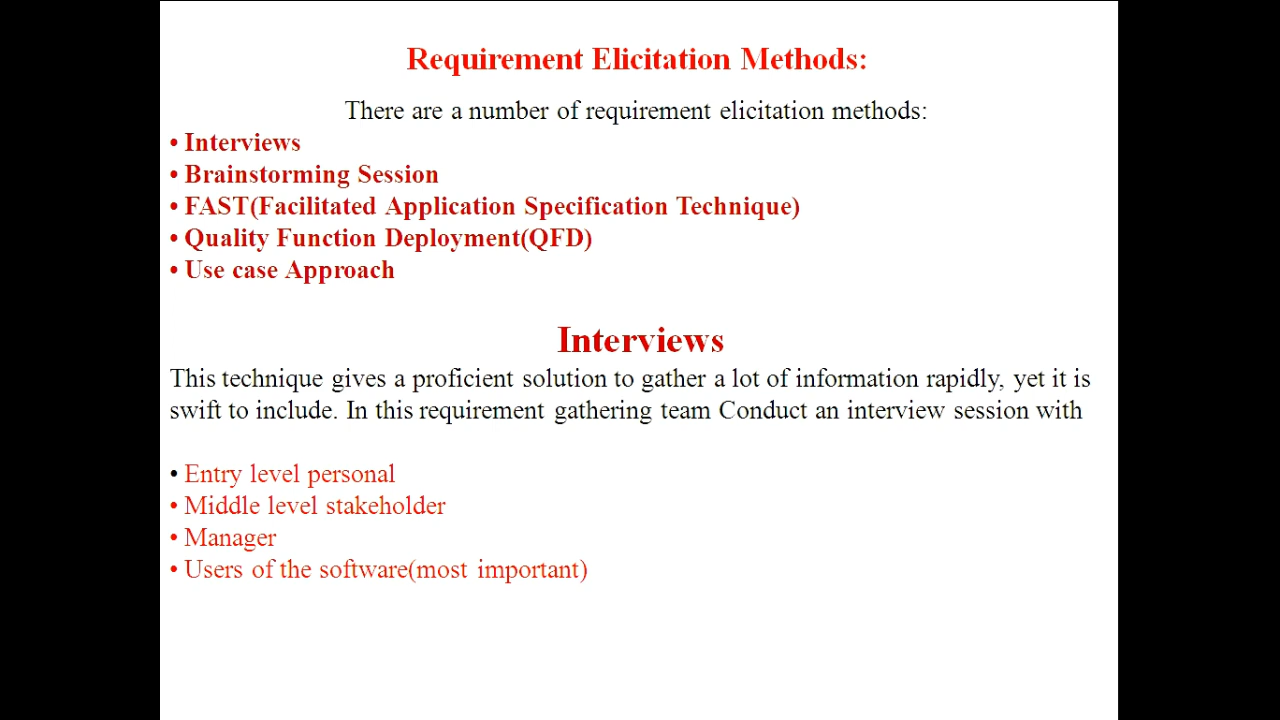 Requirement Elicitation Methods:
There are a number of requirement elicitation methods:
• Interviews
• Brainstorming Session
• FAST(Facilitated Application Specification Technique)
• Quality Function Deployment(QFD)
• Use case Approach
Interviews
This technique gives a proficient solution to gather a lot of information rapidly, yet it is
swift to include. In this requirement gathering team Conduct an interview session with
• Entry level personal
• Middle level stakeholder
• Manager
• Users of the software(most important)